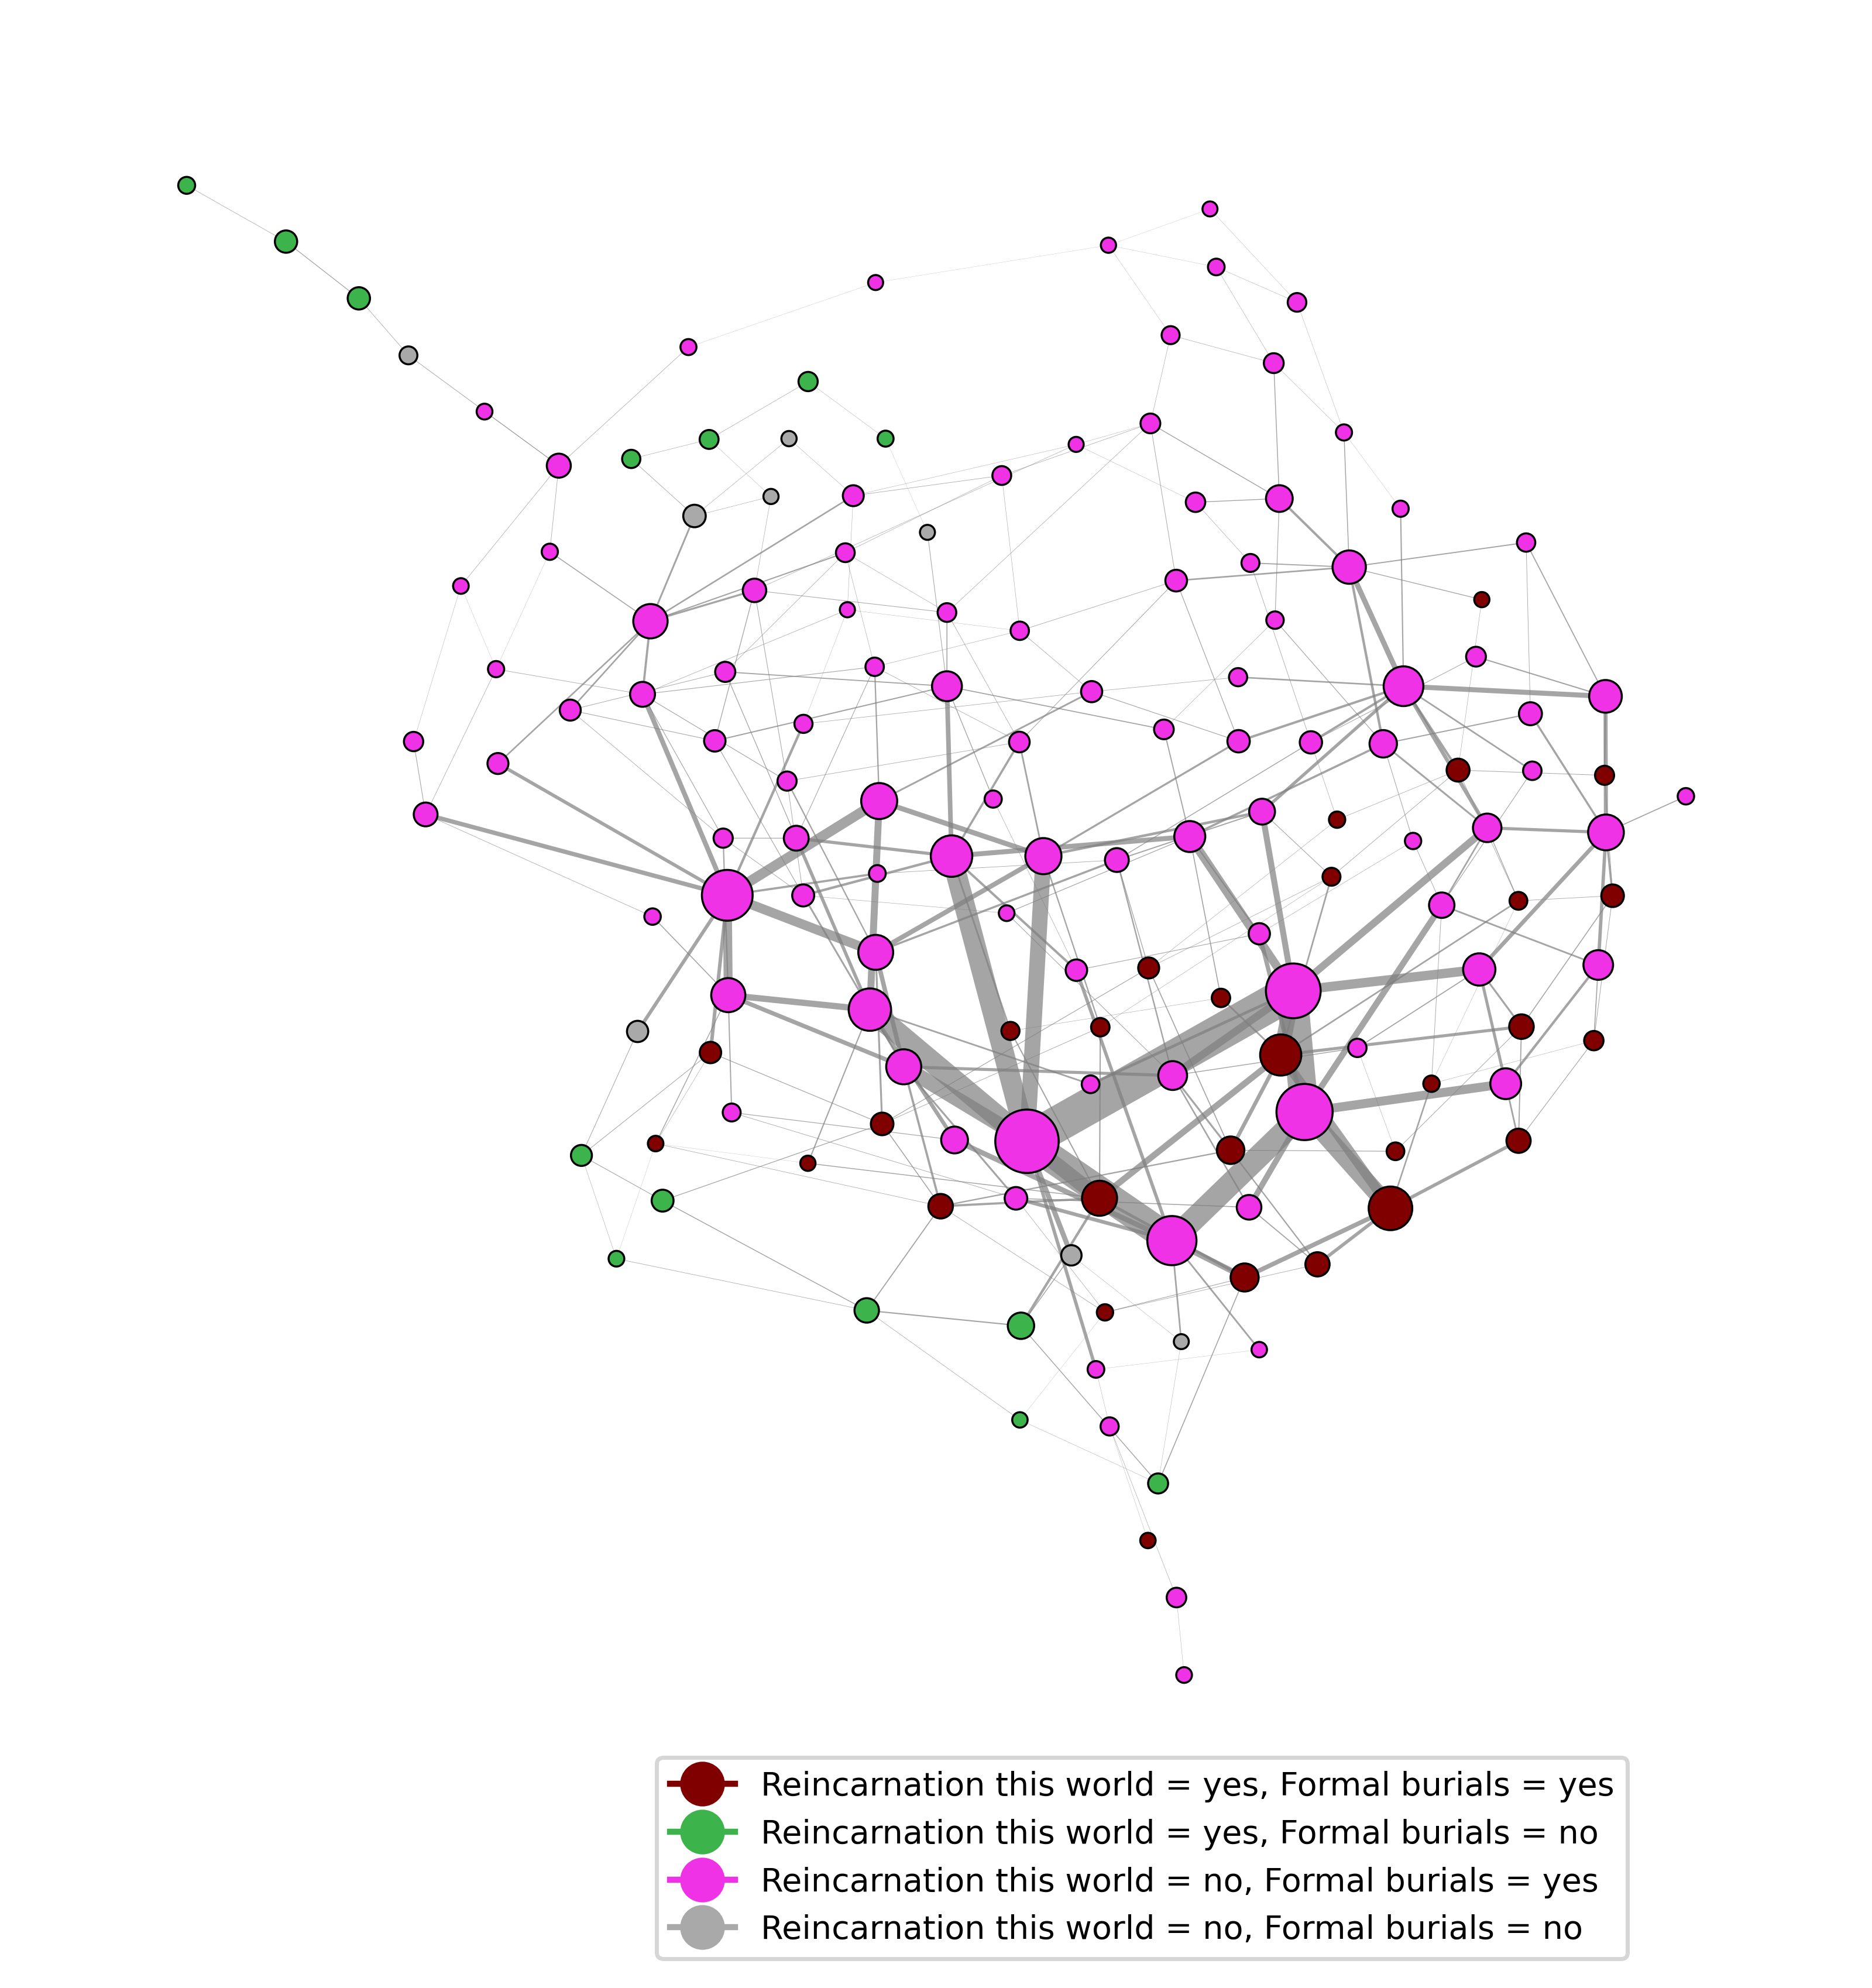 Reincarnation this world = yes, Formal burials = yes
Reincarnation this world = yes, Formal burials = no
Reincarnation this world = no, Formal burials = yes
Reincarnation this world = no, Formal burials = no